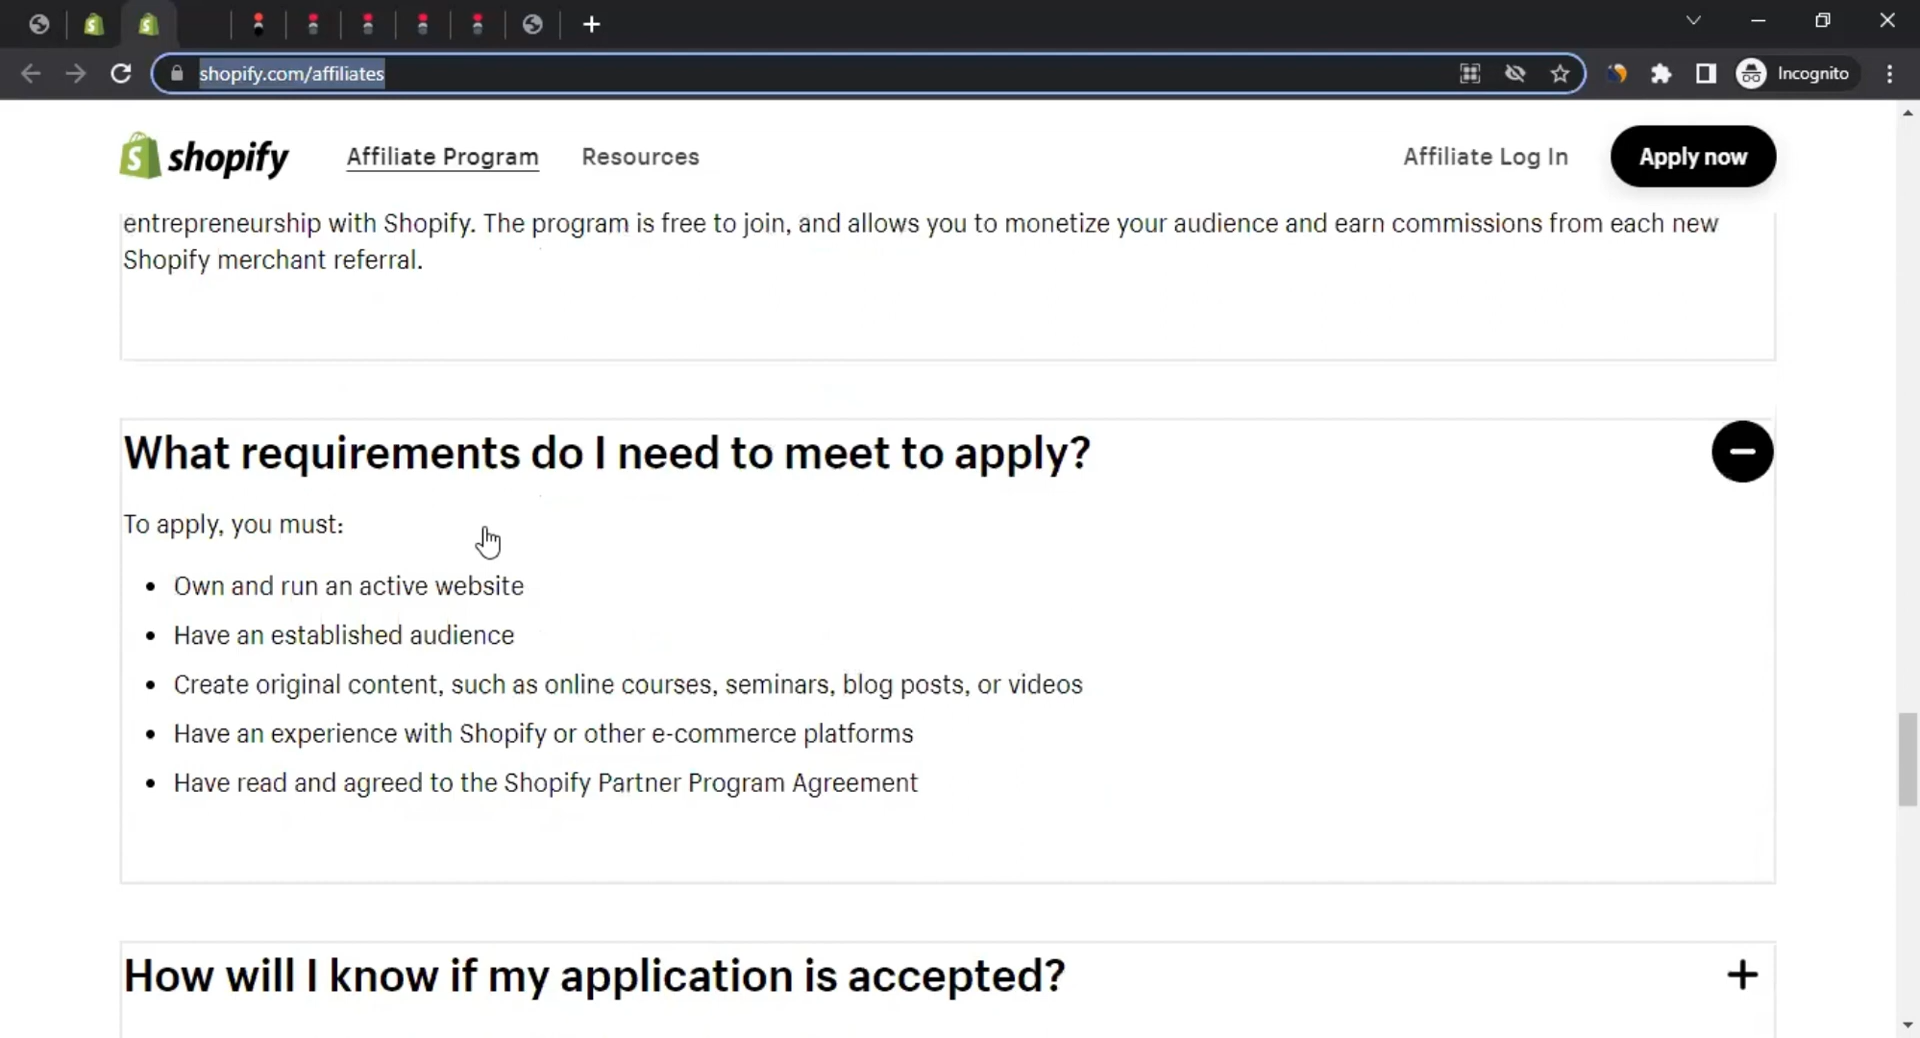 shopify.com/affiliates
Incognito
shopify
Affiliate Program
Resources
Affiliate Log In
Apply now
entrepreneurship with Shopify. The program is free to join, and allows you to monetize your audience and earn commissions from each new
Shopify merchant referral.
What requirements do I need to meet to apply?
To apply, you must:
• Own and run an active website
• Have an established audience
• Create original content, such as online courses, seminars, blog posts, or videos
• Have an experience with Shopify or other e-commerce platforms
• Have read and agreed to the Shopify Partner Program Agreement
How will I know if my application is accepted?